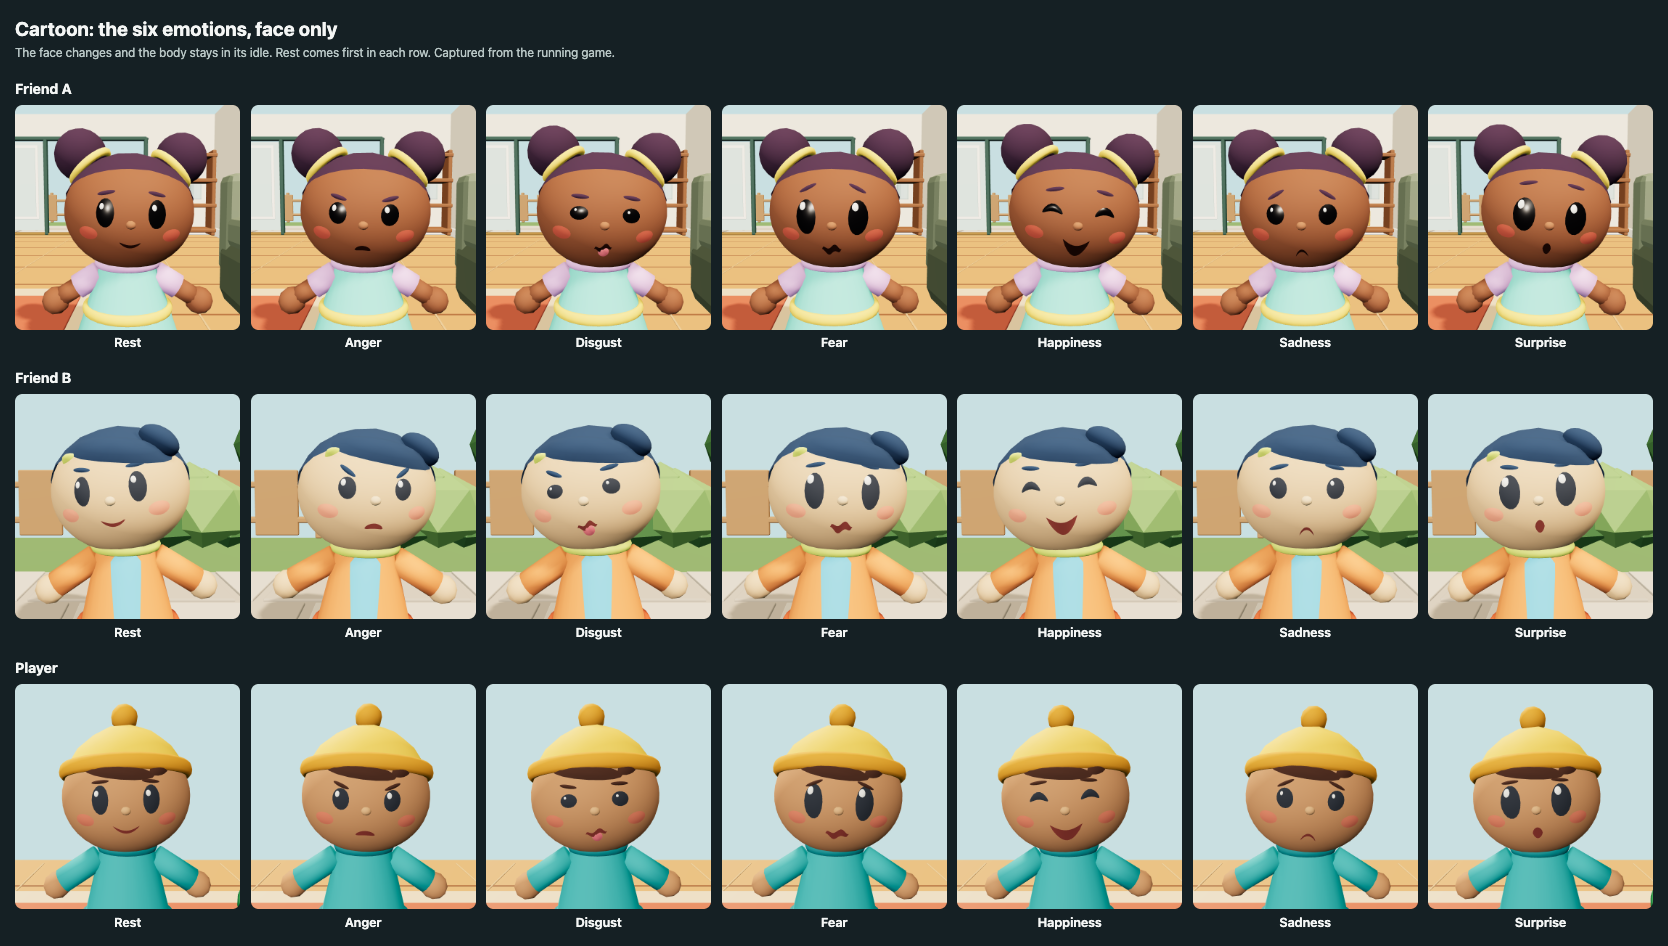 Cartoon: the six emotions, face only
The face changes and the body stays in its idle. Rest comes first in each row. Captured from the running game.
Friend A
Rest Anger Disgust Fear Happiness Sadness Surprise
Friend B
Rest Anger Disgust Fear Happiness Sadness Surprise
Player
Rest Anger Disgust Fear Happiness Sadness Surprise